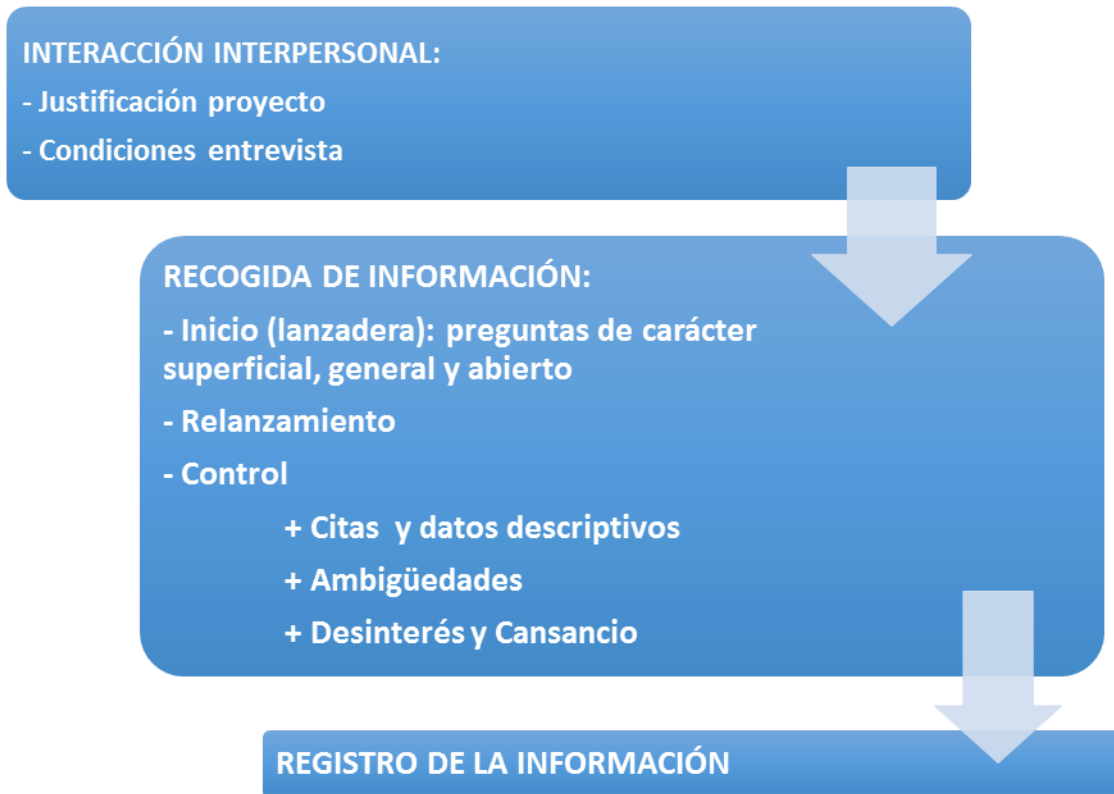 INTERACCIÓN INTERPERSONAL:
- Justificación proyecto
- Condiciones entrevista
RECOGIDA DE INFORMACIÓN:
- Inicio (lanzadera): preguntas de carácter
superficial, general y abierto
- Relanzamiento
- Control
+ Citas y datos descriptivos
+ Ambigüedades
+ Desinterés y Cansancio
REGISTRO DE LA INFORMACIÓN